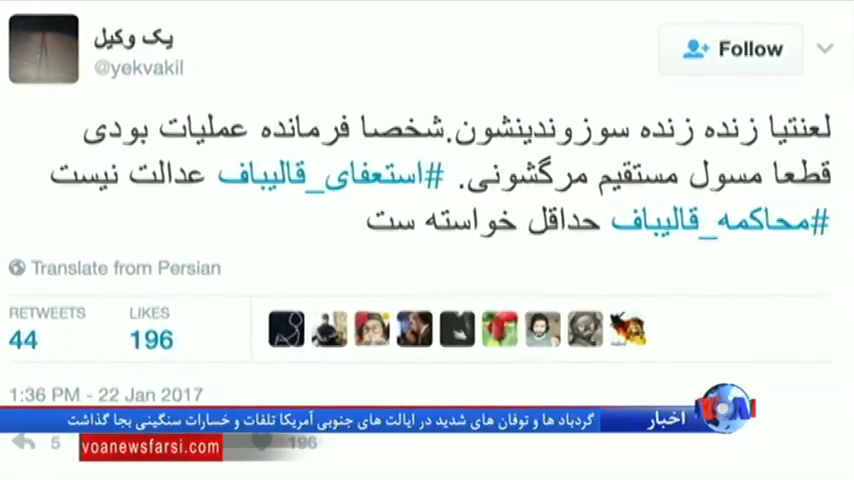 یک وکیل
@yekvakil
Follow
لعنتیا زنده زنده سوزوندینشون.شخصا فرمانده عملیات بودی
قطعا مسول مستقیم مرگشونی. #استعفای_قالیباف عدالت نیست
#محاکمه_قالیباف حداقل خواسته ست
Translate from Persian
RETWEETS LIKES
44 196
1:36 PM - 22 Jan 2017
اخبار گردباد ها و توفان های شدید در ایالت های جنوبی آمریکا تلفات و خسارات سنگینی بجا گذاشت
VOA
5 196
voanewsfarsi.com